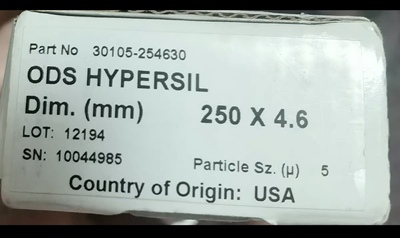 Part No 30105-254630
ODS HYPERSIL
Dim. (mm) 250 X 4.6
LOT: 12194
SN: 10044985 Particle Sz. (µ) 5
Country of Origin: USA